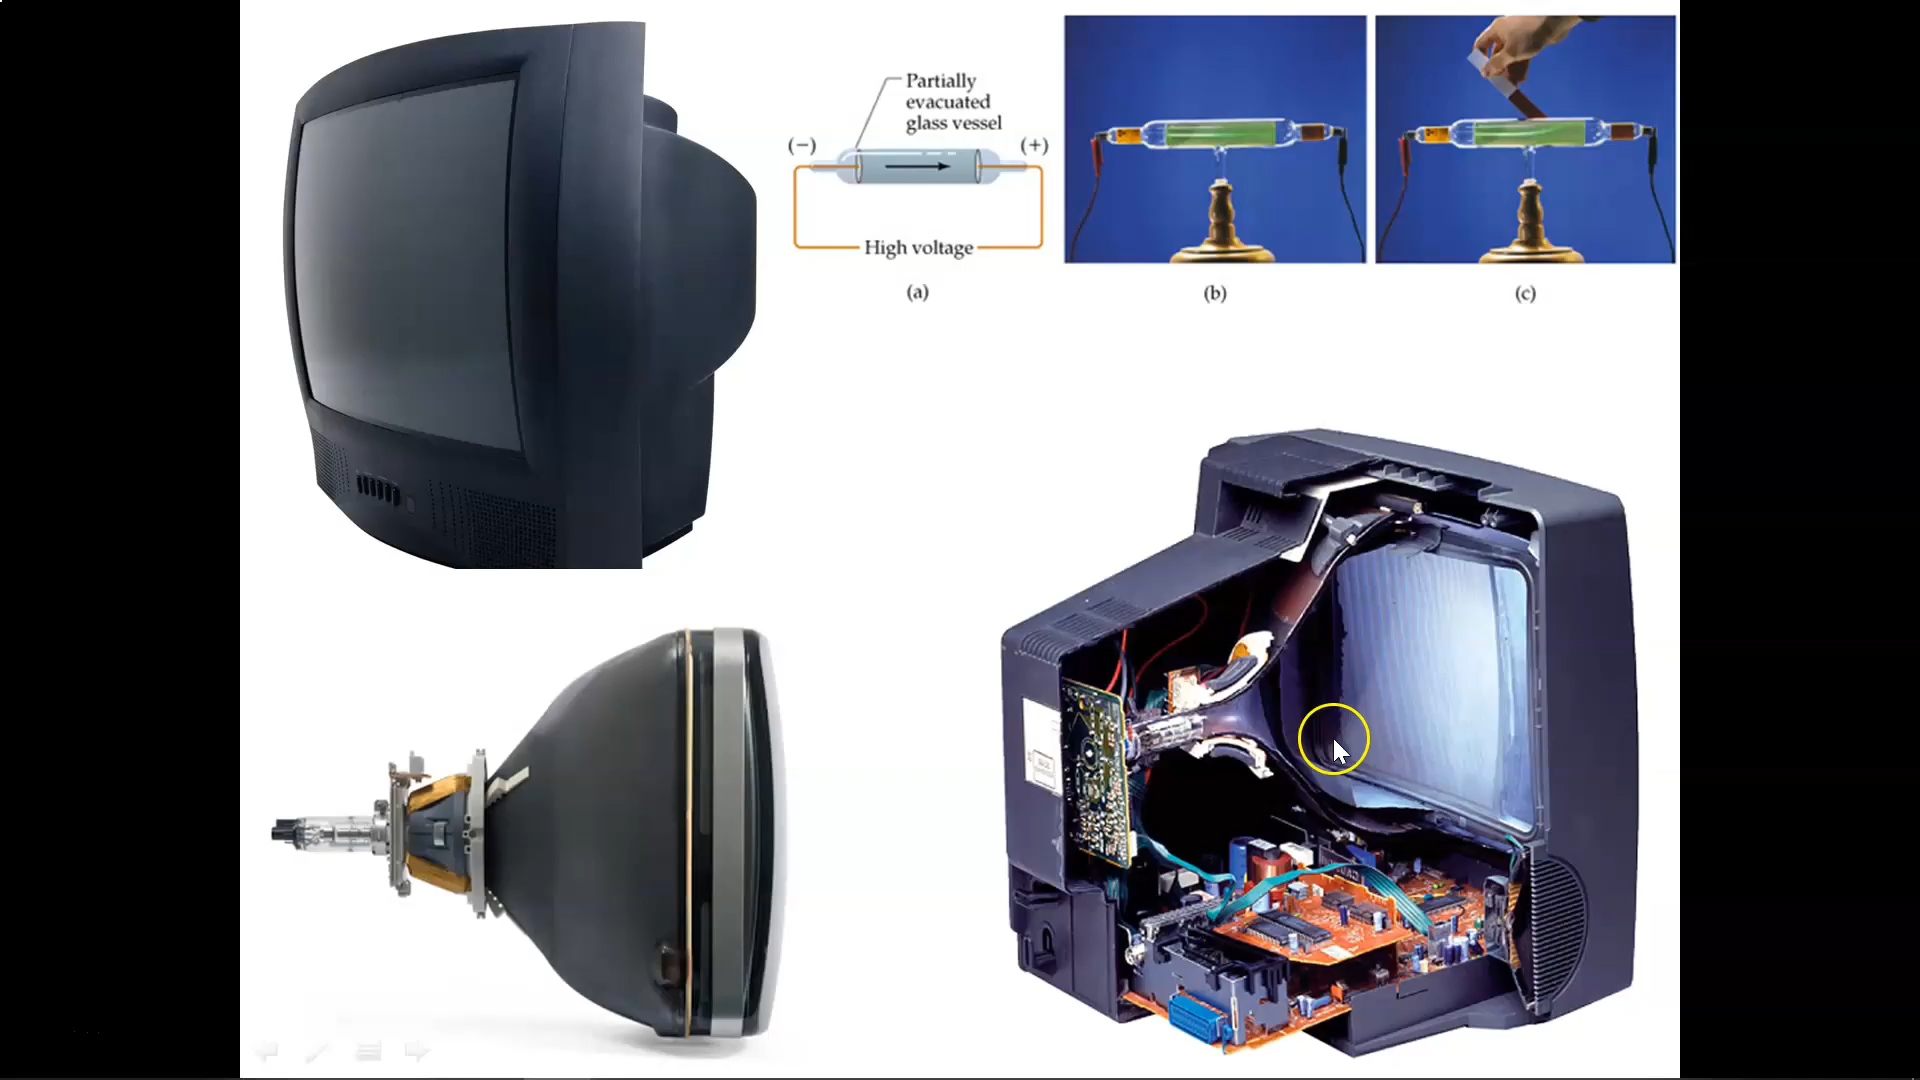 Partially
evacuated
glass vessel
(−)
(+)
High voltage
(a)
(b)
(c)